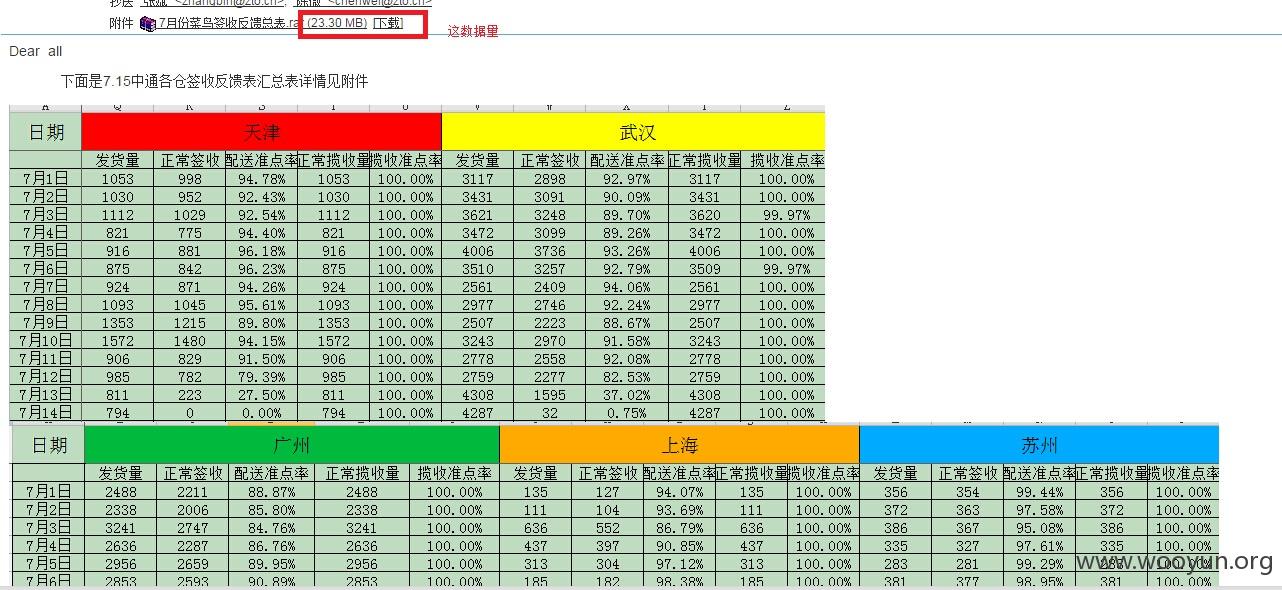 抄送 张斌 <zhangbin@zto.cn>; 陈微 <chenwei@zto.cn>
附件 7月份菜鸟签收反馈总表.rar (23.30 MB) [下载] 这数据量
Dear all
下面是7.15中通各仓签收反馈表汇总表详情见附件
A Q R S T U V W X Y Z
日期 天津 武汉
发货量 正常签收 配送准点率 正常揽收量 揽收准点率 发货量 正常签收 配送准点率 正常揽收量 揽收准点率
7月1日 1053 998 94.78% 1053 100.00% 3117 2898 92.97% 3117 100.00%
7月2日 1030 952 92.43% 1030 100.00% 3431 3091 90.09% 3431 100.00%
7月3日 1112 1029 92.54% 1112 100.00% 3621 3248 89.70% 3620 99.97%
7月4日 821 775 94.40% 821 100.00% 3472 3099 89.26% 3472 100.00%
7月5日 916 881 96.18% 916 100.00% 4006 3736 93.26% 4006 100.00%
7月6日 875 842 96.23% 875 100.00% 3510 3257 92.79% 3509 99.97%
7月7日 924 871 94.26% 924 100.00% 2561 2409 94.06% 2561 100.00%
7月8日 1093 1045 95.61% 1093 100.00% 2977 2746 92.24% 2977 100.00%
7月9日 1353 1215 89.80% 1353 100.00% 2507 2223 88.67% 2507 100.00%
7月10日 1572 1480 94.15% 1572 100.00% 3243 2970 91.58% 3243 100.00%
7月11日 906 829 91.50% 906 100.00% 2778 2558 92.08% 2778 100.00%
7月12日 985 782 79.39% 985 100.00% 2759 2277 82.53% 2759 100.00%
7月13日 811 223 27.50% 811 100.00% 4308 1595 37.02% 4308 100.00%
7月14日 794 0 0.00% 794 100.00% 4287 32 0.75% 4287 100.00%
日期 广州 上海 苏州
发货量 正常签收 配送准点率 正常揽收量 揽收准点率 发货量 正常签收 配送准点率 正常揽收量 揽收准点率 发货量 正常签收 配送准点率 正常揽收量 揽收准点率
7月1日 2488 2211 88.87% 2488 100.00% 135 127 94.07% 135 100.00% 356 354 99.44% 356 100.00%
7月2日 2338 2006 85.80% 2338 100.00% 111 104 93.69% 111 100.00% 372 363 97.58% 372 100.00%
7月3日 3241 2747 84.76% 3241 100.00% 636 552 86.79% 636 100.00% 386 367 95.08% 386 100.00%
7月4日 2636 2287 86.76% 2636 100.00% 437 397 90.85% 437 100.00% 335 327 97.61% 335 100.00%
7月5日 2956 2659 89.95% 2956 100.00% 313 304 97.12% 313 100.00% 283 281 99.29% 283 100.00%
7月6日 2853 2593 90.89% 2853 100.00% 185 182 98.38% 185 100.00% 381 377 98.95% 381 100.00%
www.wooyun.org